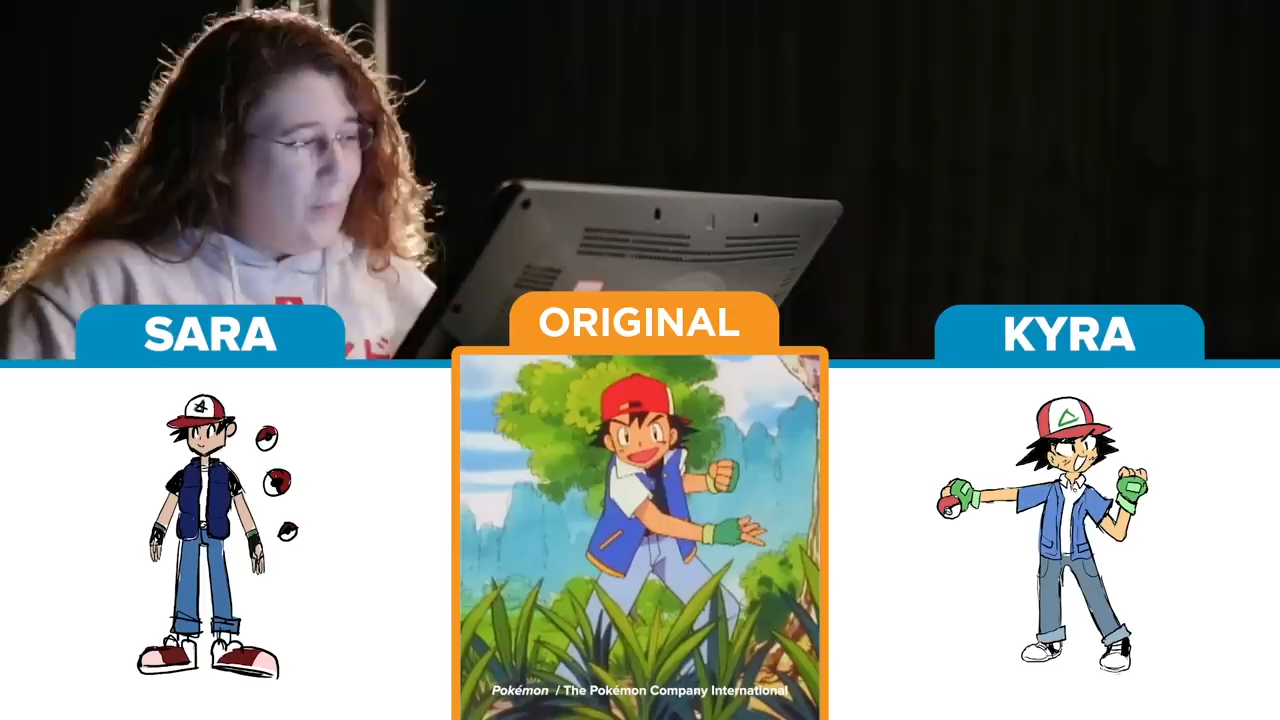 SARA
ORIGINAL
KYRA
Pokémon / The Pokémon Company International